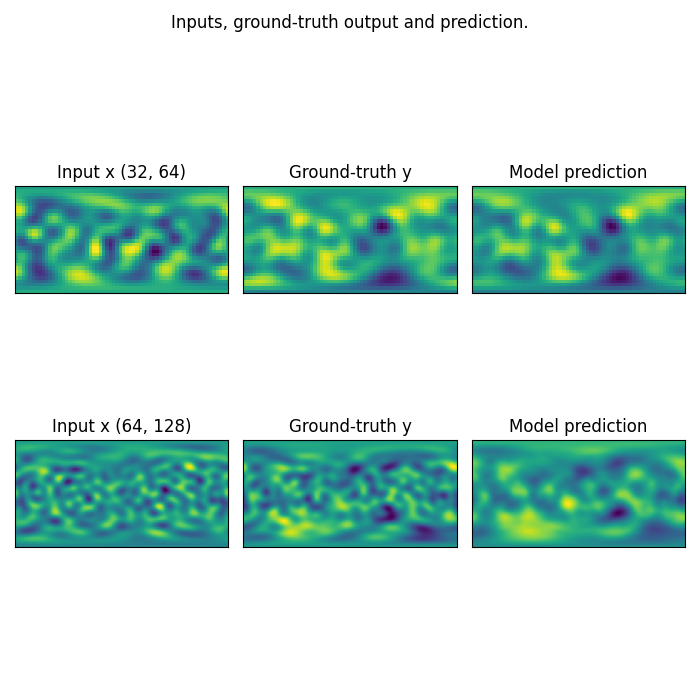 Inputs, ground-truth output and prediction.
Input x (32, 64)
Ground-truth y
Model prediction
Input x (64, 128)
Ground-truth y
Model prediction